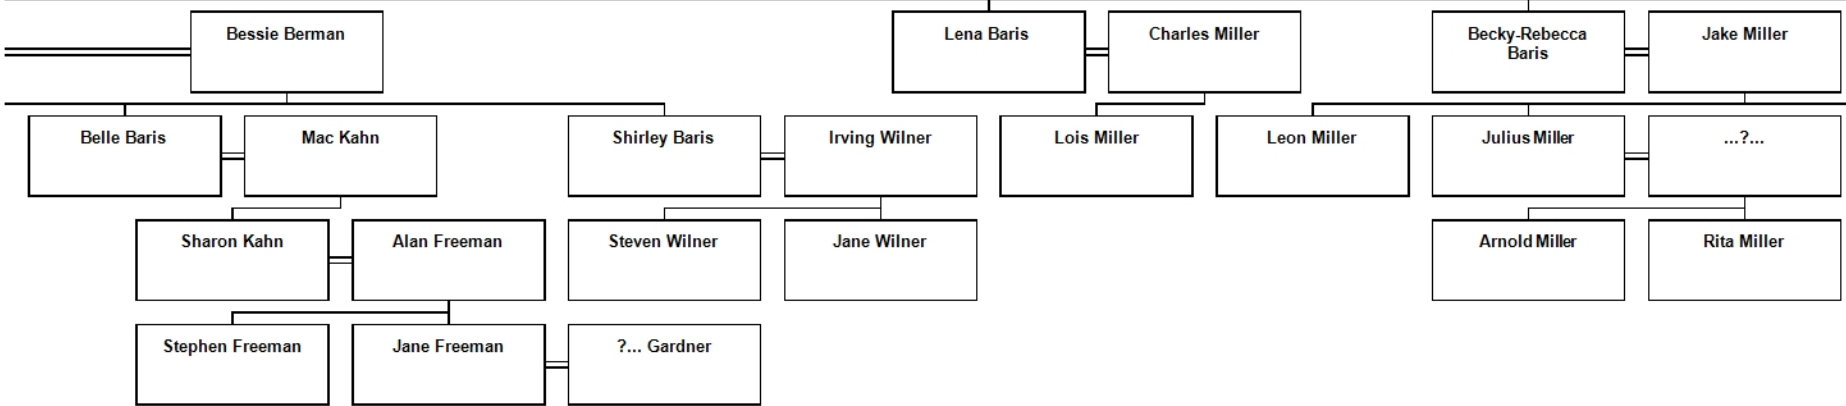 Bessie Berman
Lena Baris
Charles Miller
Becky-Rebecca
Baris
Jake Miller
Belle Baris
Mac Kahn
Shirley Baris
Irving Wilner
Lois Miller
Leon Miller
Julius Miller
...?...
Sharon Kahn
Alan Freeman
Steven Wilner
Jane Wilner
Arnold Miller
Rita Miller
Stephen Freeman
Jane Freeman
?... Gardner